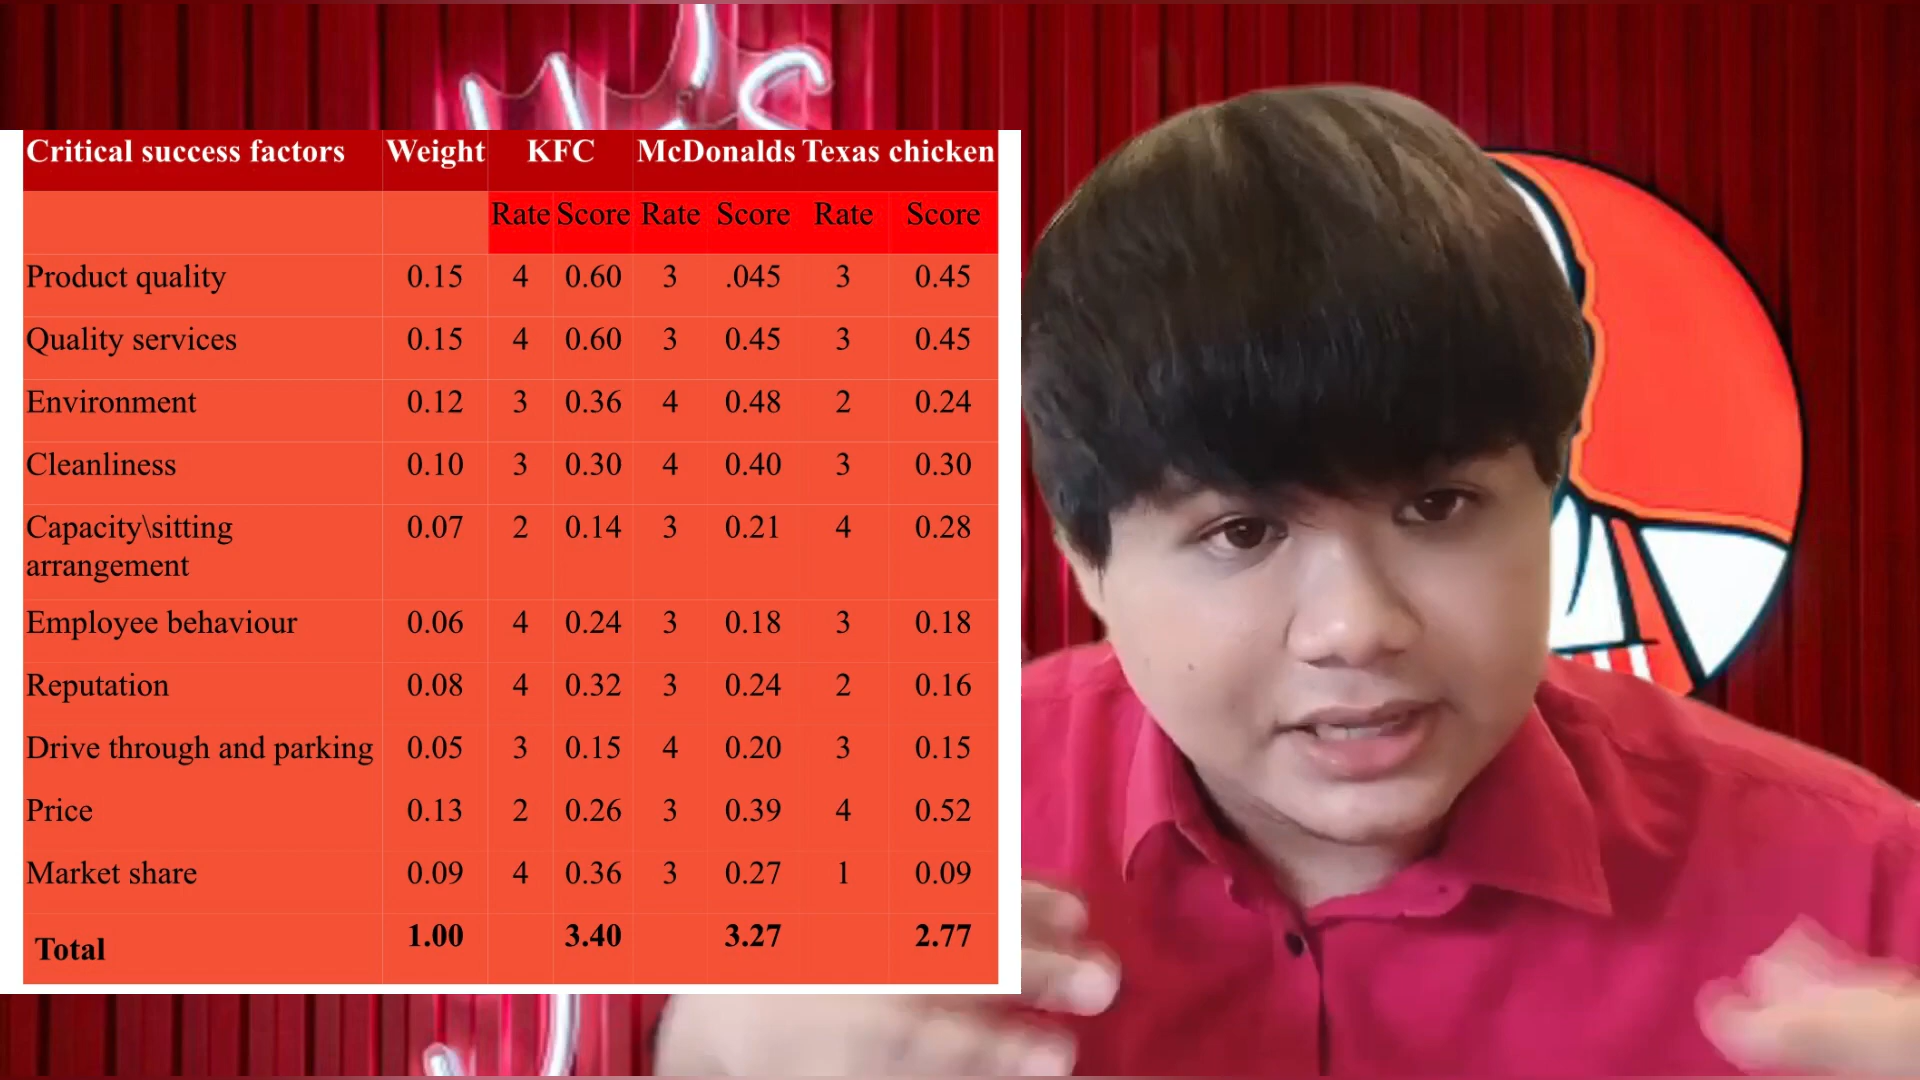 Critical success factors Weight KFC McDonalds Texas chicken
Rate Score Rate Score Rate Score
Product quality 0.15 4 0.60 3 .045 3 0.45
Quality services 0.15 4 0.60 3 0.45 3 0.45
Environment 0.12 3 0.36 4 0.48 2 0.24
Cleanliness 0.10 3 0.30 4 0.40 3 0.30
Capacity\sitting 0.07 2 0.14 3 0.21 4 0.28
arrangement
Employee behaviour 0.06 4 0.24 3 0.18 3 0.18
Reputation 0.08 4 0.32 3 0.24 2 0.16
Drive through and parking 0.05 3 0.15 4 0.20 3 0.15
Price 0.13 2 0.26 3 0.39 4 0.52
Market share 0.09 4 0.36 3 0.27 1 0.09
Total 1.00 3.40 3.27 2.77